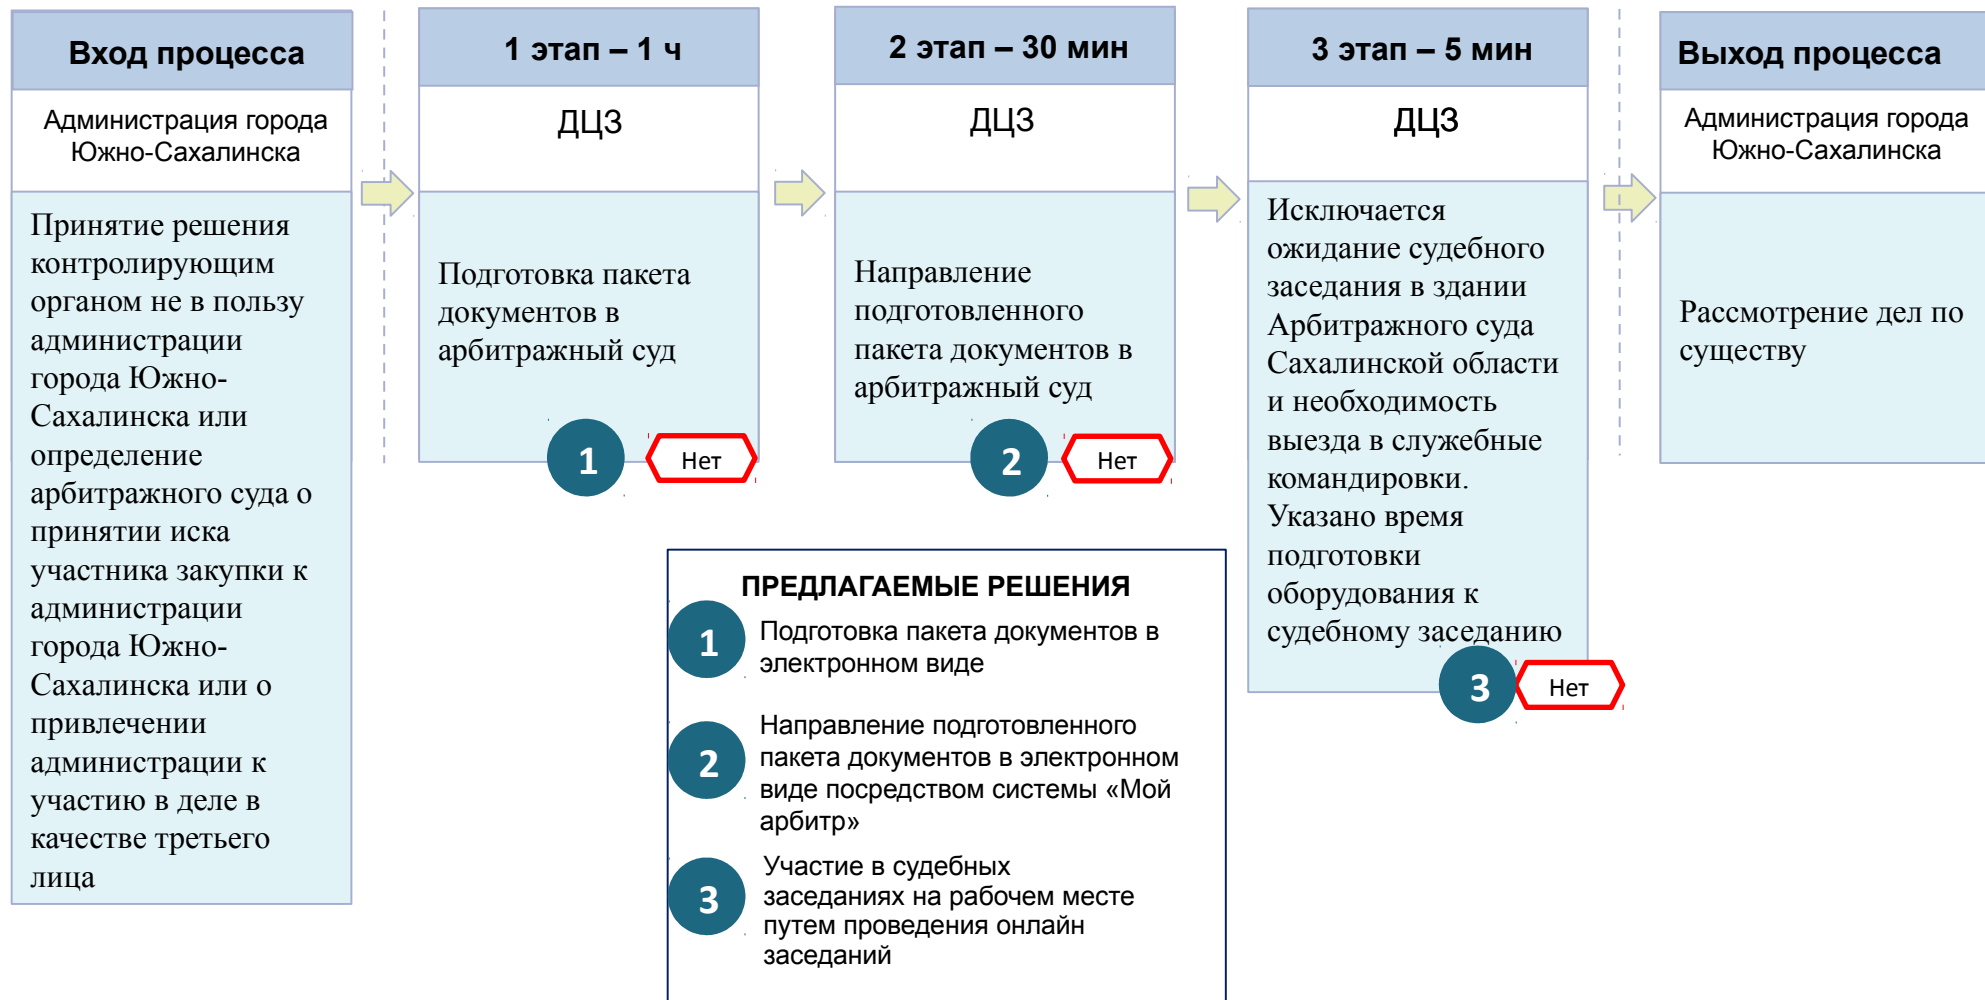 Вход процесса
Администрация города
Южно-Сахалинска
Принятие решения
контролирующим
органом не в пользу
администрации
города Южно-
Сахалинска или
определение
арбитражного суда о
принятии иска
участника закупки к
администрации
города Южно-
Сахалинска или о
привлечении
администрации к
участию в деле в
качестве третьего
лица
1 этап – 1 ч
ДЦЗ
Подготовка пакета
документов в
арбитражный суд
1
Нет
2 этап – 30 мин
ДЦЗ
Направление
подготовленного
пакета документов в
арбитражный суд
2
Нет
3 этап – 5 мин
ДЦЗ
Исключается
ожидание судебного
заседания в здании
Арбитражного суда
Сахалинской области
и необходимость
выезда в служебные
командировки.
Указано время
подготовки
оборудования к
судебному заседанию
3
Нет
Выход процесса
Администрация города
Южно-Сахалинска
Рассмотрение дел по
существу
ПРЕДЛАГАЕМЫЕ РЕШЕНИЯ
1
Подготовка пакета документов в
электронном виде
2
Направление подготовленного
пакета документов в электронном
виде посредством системы «Мой
арбитр»
3
Участие в судебных
заседаниях на рабочем месте
путем проведения онлайн
заседаний